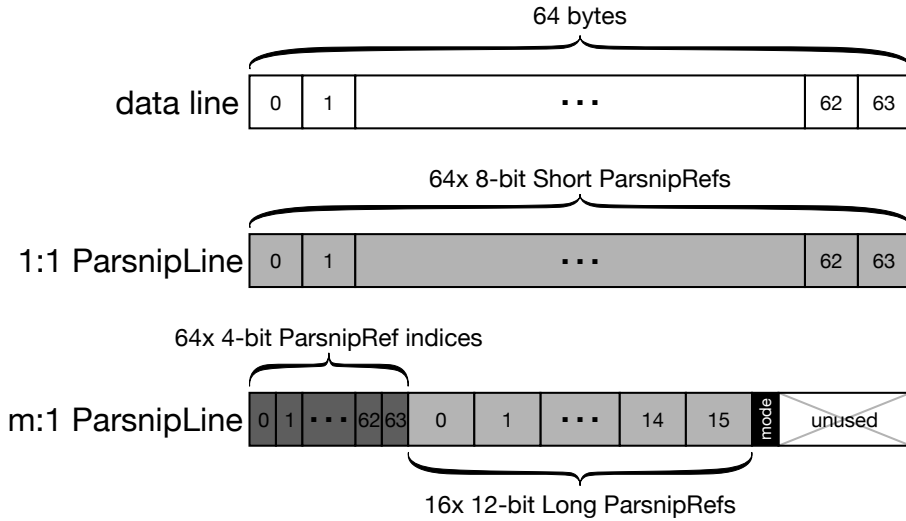 64 bytes
data line 0 1 ... 62 63
64x 8-bit Short ParsnipRefs
1:1 ParsnipLine 0 1 ... 62 63
64x 4-bit ParsnipRef indices
m:1 ParsnipLine 0 1 ... 62 63 0 1 ... 14 15 mode unused
16x 12-bit Long ParsnipRefs